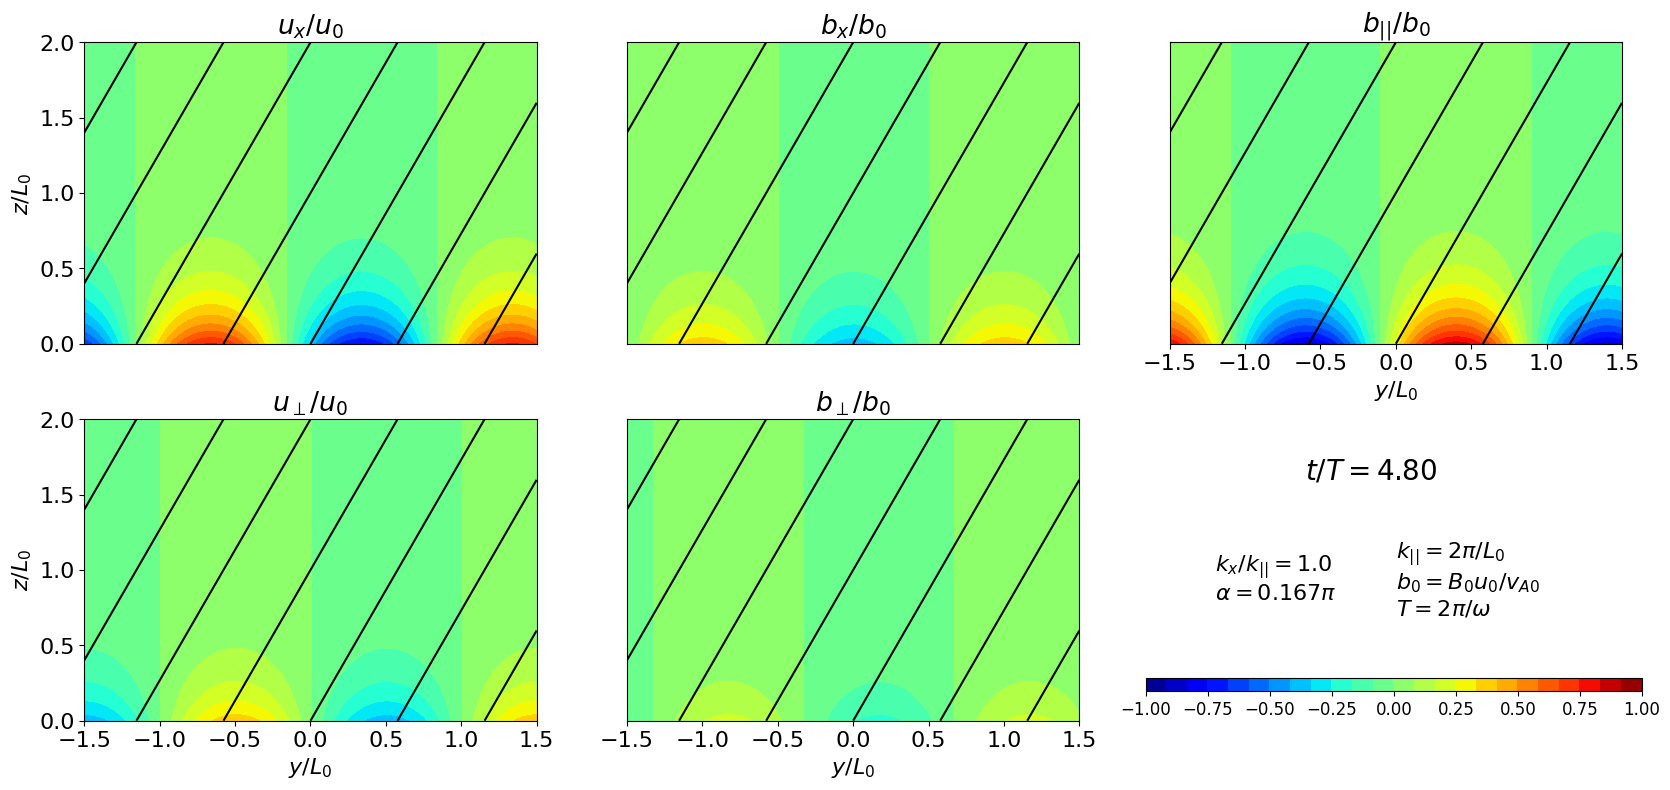 u_x/u_0
b_x/b_0
b_{||}/b_0
2.0
1.5
1.0
0.5
0.0
z/L_0
−1.5 −1.0 −0.5 0.0 0.5 1.0 1.5
y/L_0
u_⊥/u_0
b_⊥/b_0
2.0
1.5
1.0
0.5
0.0
z/L_0
−1.5 −1.0 −0.5 0.0 0.5 1.0 1.5
y/L_0
−1.5 −1.0 −0.5 0.0 0.5 1.0 1.5
y/L_0
t/T = 4.80
k_x/k_{||} = 1.0
α = 0.167π
k_{||} = 2π/L_0
b_0 = B_0u_0/v_{A0}
T = 2π/ω
−1.00 −0.75 −0.50 −0.25 0.00 0.25 0.50 0.75 1.00